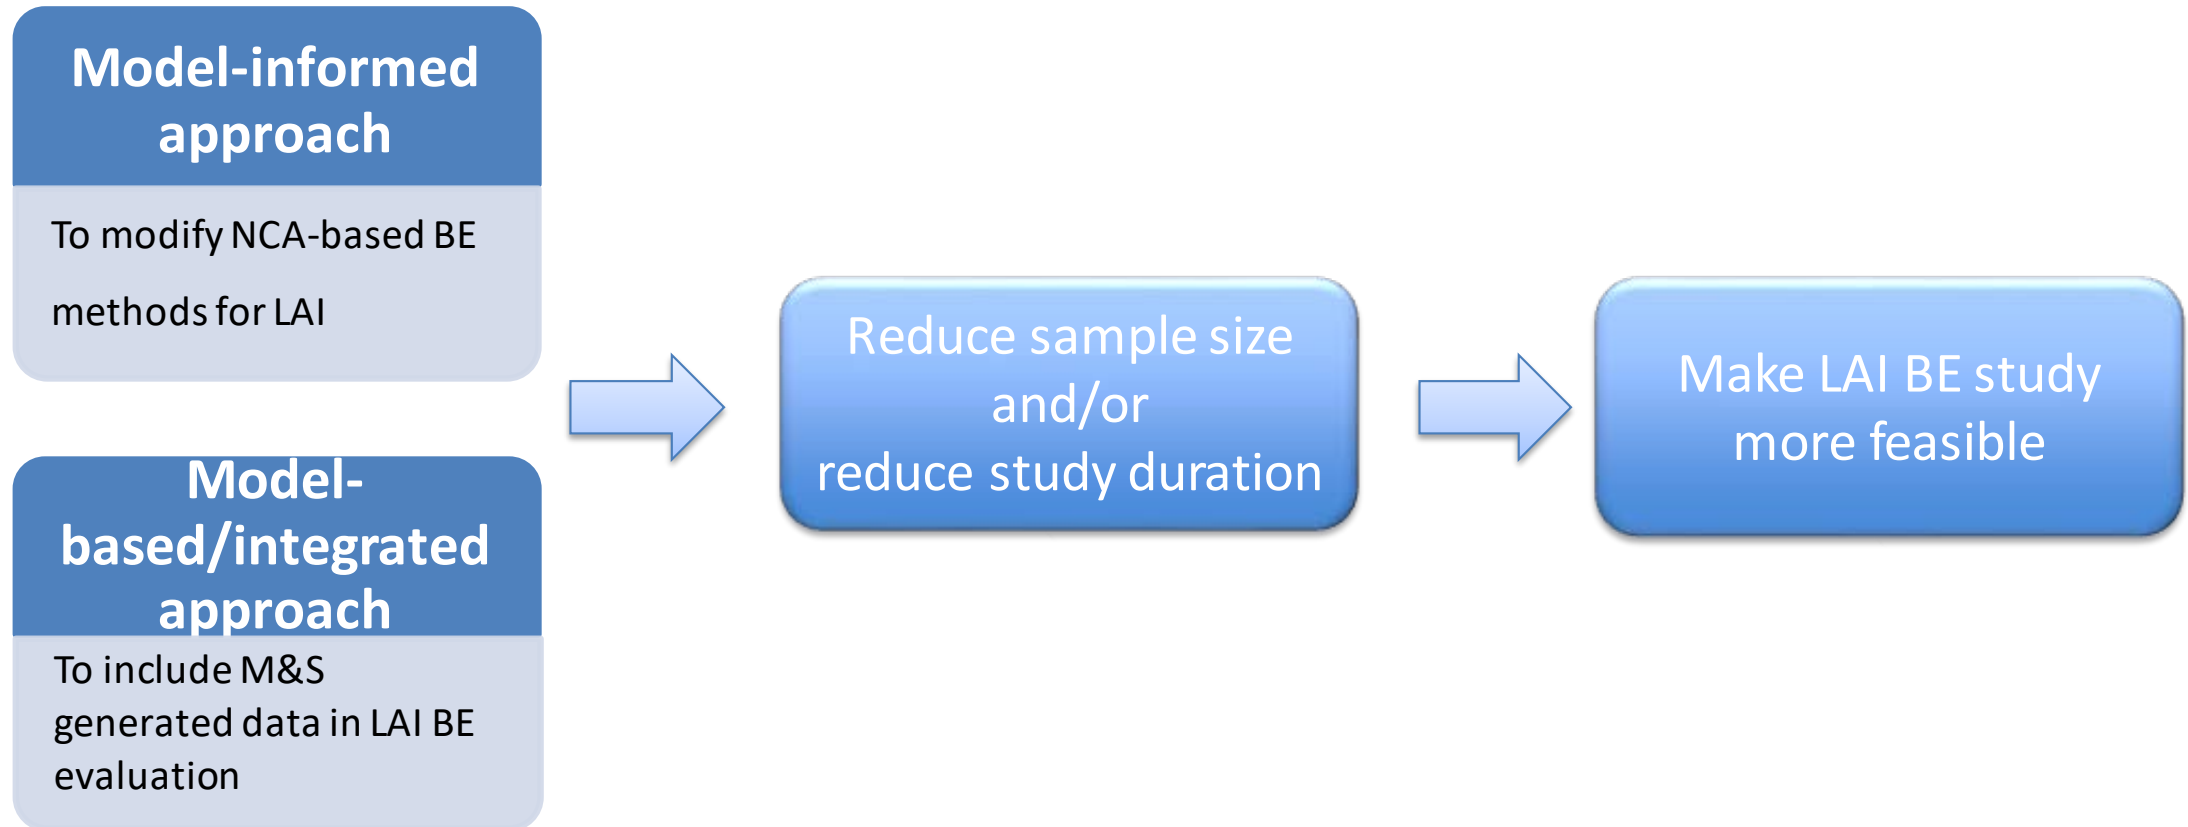 Model-informed
approach
To modify NCA-based BE
methods for LAI
Model-
based/integrated
approach
To include M&S
generated data in LAI BE
evaluation
Reduce sample size
and/or
reduce study duration
Make LAI BE study
more feasible